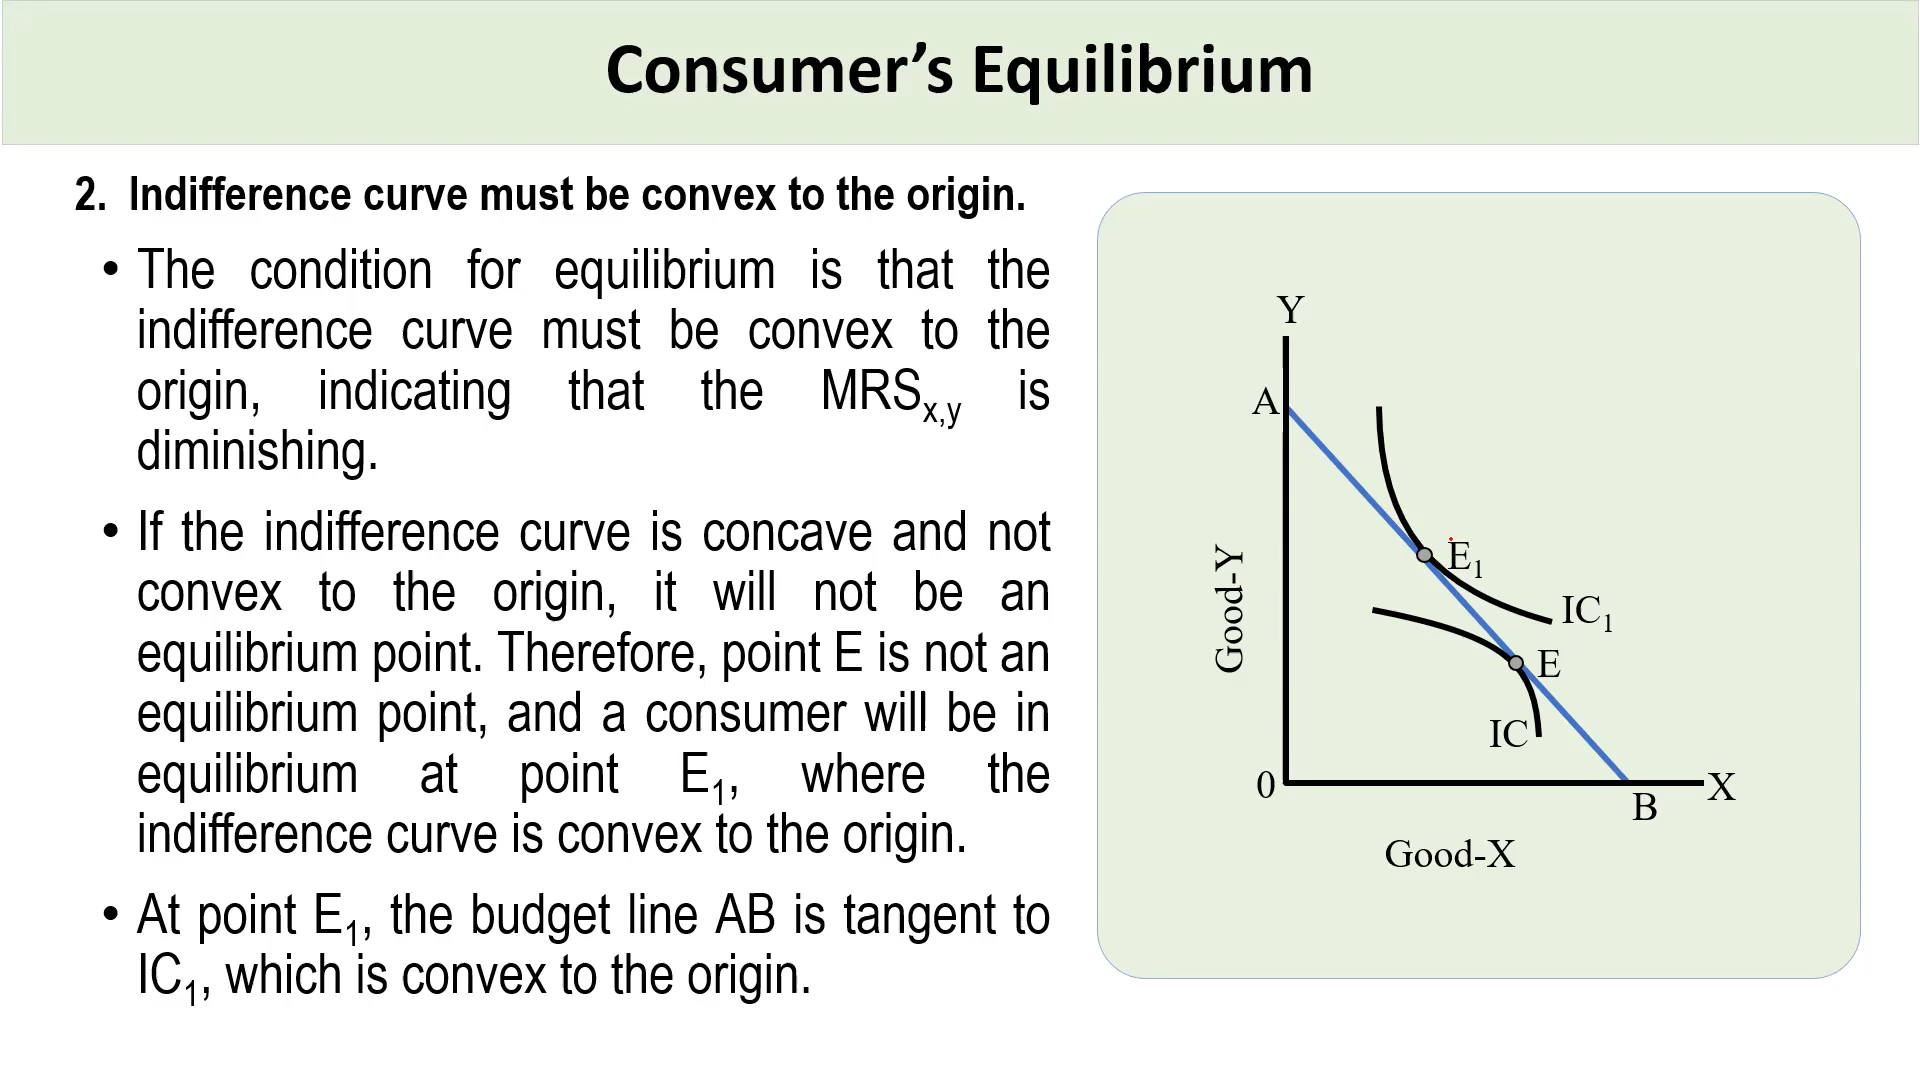 Consumer’s Equilibrium
2. Indifference curve must be convex to the origin.
• The condition for equilibrium is that the
indifference curve must be convex to the
origin, indicating that the MRSx,y is
diminishing.
• If the indifference curve is concave and not
convex to the origin, it will not be an
equilibrium point. Therefore, point E is not an
equilibrium point, and a consumer will be in
equilibrium at point E1, where the
indifference curve is convex to the origin.
• At point E1, the budget line AB is tangent to
IC1, which is convex to the origin.
Y
A
E1
Good-Y
IC1
E
IC
0
X
B
Good-X